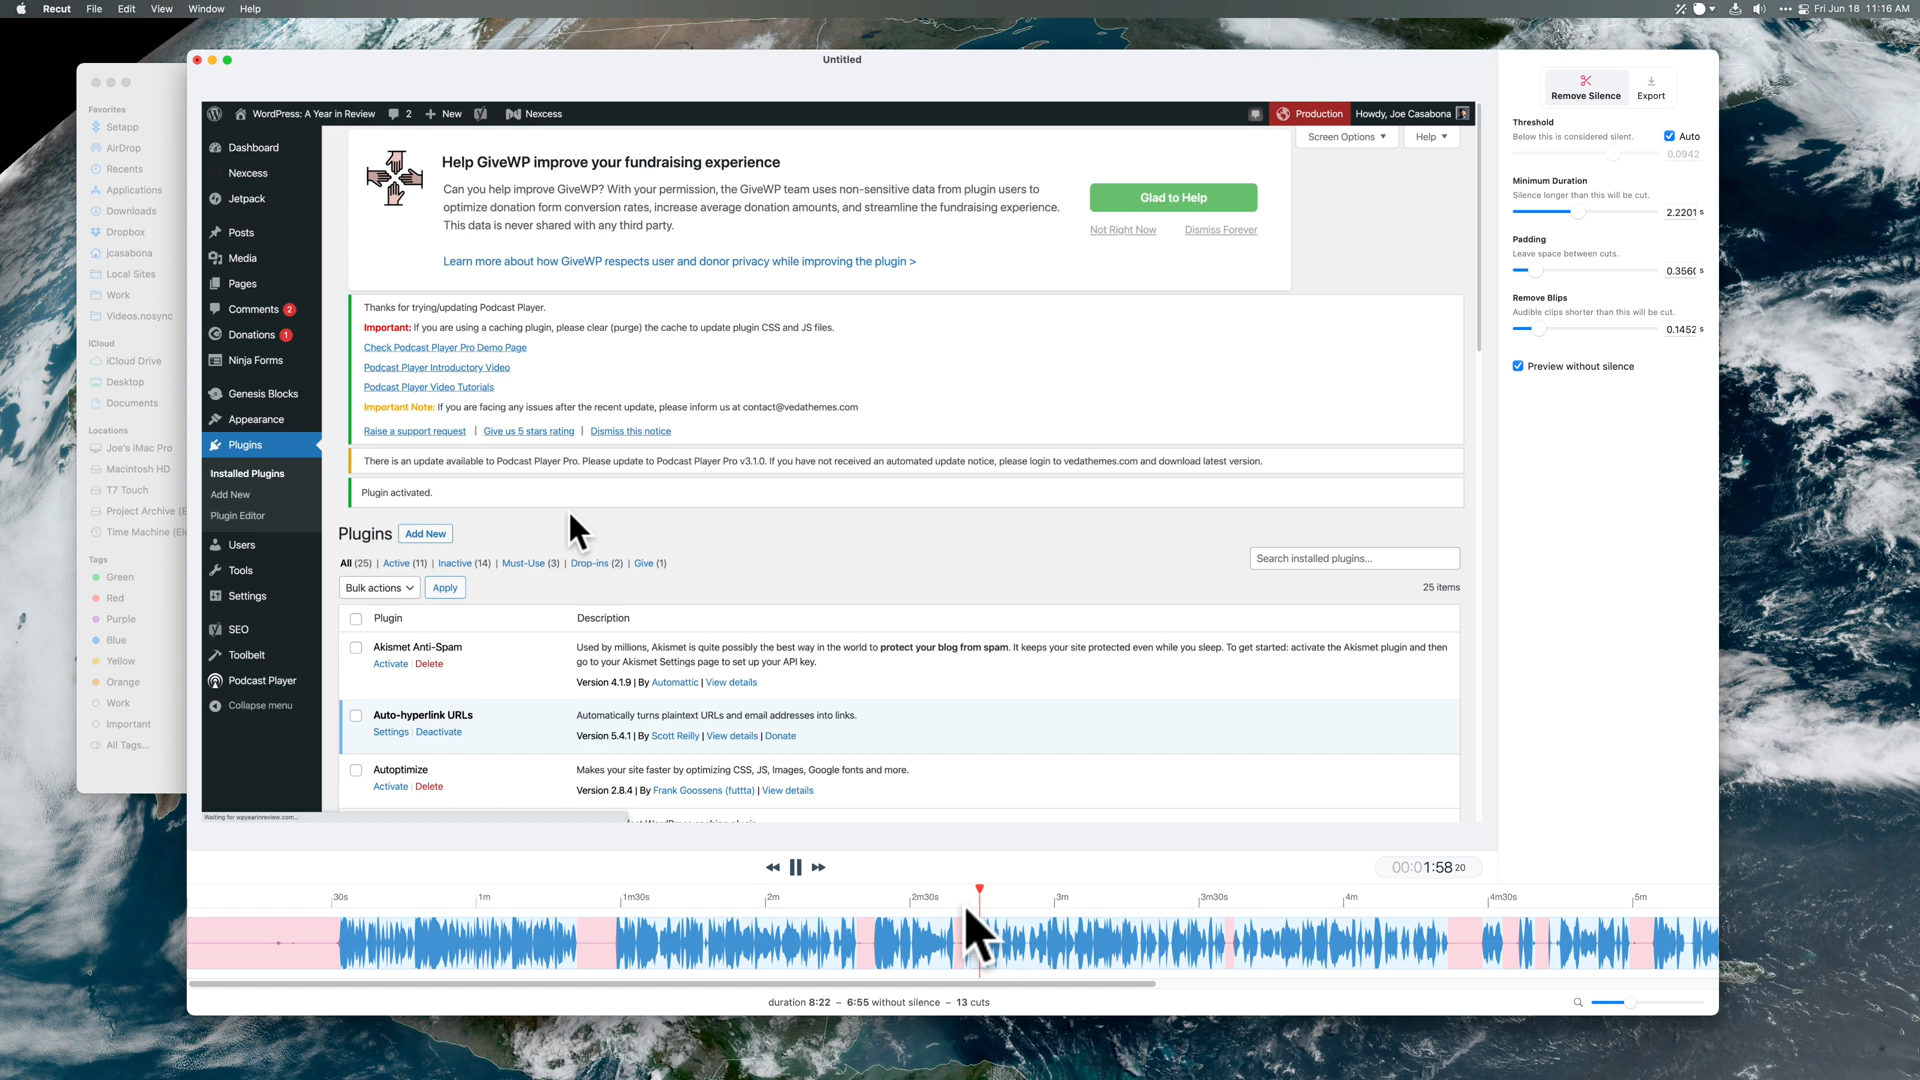 Recut File Edit View Window Help
Fri Jun 18 11:16 AM
Untitled
Favorites
Setapp
AirDrop
Recents
Applications
Downloads
Dropbox
jcasabona
Local Sites
Work
Videos.nosync
iCloud
iCloud Drive
Desktop
Documents
Locations
Joe's iMac Pro
Macintosh HD
T7 Touch
Project Archive (E
Time Machine (Ele
Tags
Green
Red
Purple
Blue
Yellow
Orange
Work
Important
All Tags...
WordPress: A Year in Review 2 New Nexcess
Production Howdy, Joe Casabona
Screen Options Help
Dashboard
Nexcess
Jetpack
Posts
Media
Pages
Comments 2
Donations 1
Ninja Forms
Genesis Blocks
Appearance
Plugins
Installed Plugins
Add New
Plugin Editor
Users
Tools
Settings
SEO
Toolbelt
Podcast Player
Collapse menu
Waiting for wpyearinreview.com...
Help GiveWP improve your fundraising experience
Can you help improve GiveWP? With your permission, the GiveWP team uses non-sensitive data from plugin users to
optimize donation form conversion rates, increase average donation amounts, and streamline the fundraising experience.
This data is never shared with any third party.
Learn more about how GiveWP respects user and donor privacy while improving the plugin >
Glad to Help
Not Right Now Dismiss Forever
Thanks for trying/updating Podcast Player.
Important: If you are using a caching plugin, please clear (purge) the cache to update plugin CSS and JS files.
Check Podcast Player Pro Demo Page
Podcast Player Introductory Video
Podcast Player Video Tutorials
Important Note: If you are facing any issues after the recent update, please inform us at contact@vedathemes.com
Raise a support request | Give us 5 stars rating | Dismiss this notice
There is an update available to Podcast Player Pro. Please update to Podcast Player Pro v3.1.0. If you have not received an automated update notice, please login to vedathemes.com and download latest version.
Plugin activated.
Plugins Add New
All (25) | Active (11) | Inactive (14) | Must-Use (3) | Drop-ins (2) | Give (1)
Search installed plugins...
Bulk actions Apply
25 items
Plugin Description
Akismet Anti-Spam
Activate | Delete
Used by millions, Akismet is quite possibly the best way in the world to protect your blog from spam. It keeps your site protected even while you sleep. To get started: activate the Akismet plugin and then
go to your Akismet Settings page to set up your API key.
Version 4.1.9 | By Automattic | View details
Auto-hyperlink URLs
Settings | Deactivate
Automatically turns plaintext URLs and email addresses into links.
Version 5.4.1 | By Scott Reilly | View details | Donate
Autoptimize
Activate | Delete
Makes your site faster by optimizing CSS, JS, Images, Google fonts and more.
Version 2.8.4 | By Frank Goossens (futtta) | View details
Remove Silence Export
Threshold
Below this is considered silent.
Auto
0.0942
Minimum Duration
Silence longer than this will be cut.
2.2201 s
Padding
Leave space between cuts.
0.356( s
Remove Blips
Audible clips shorter than this will be cut.
0.1452 s
Preview without silence
00:01:58 20
30s 1m 1m30s 2m 2m30s 3m 3m30s 4m 4m30s 5m
duration 8:22 – 6:55 without silence – 13 cuts